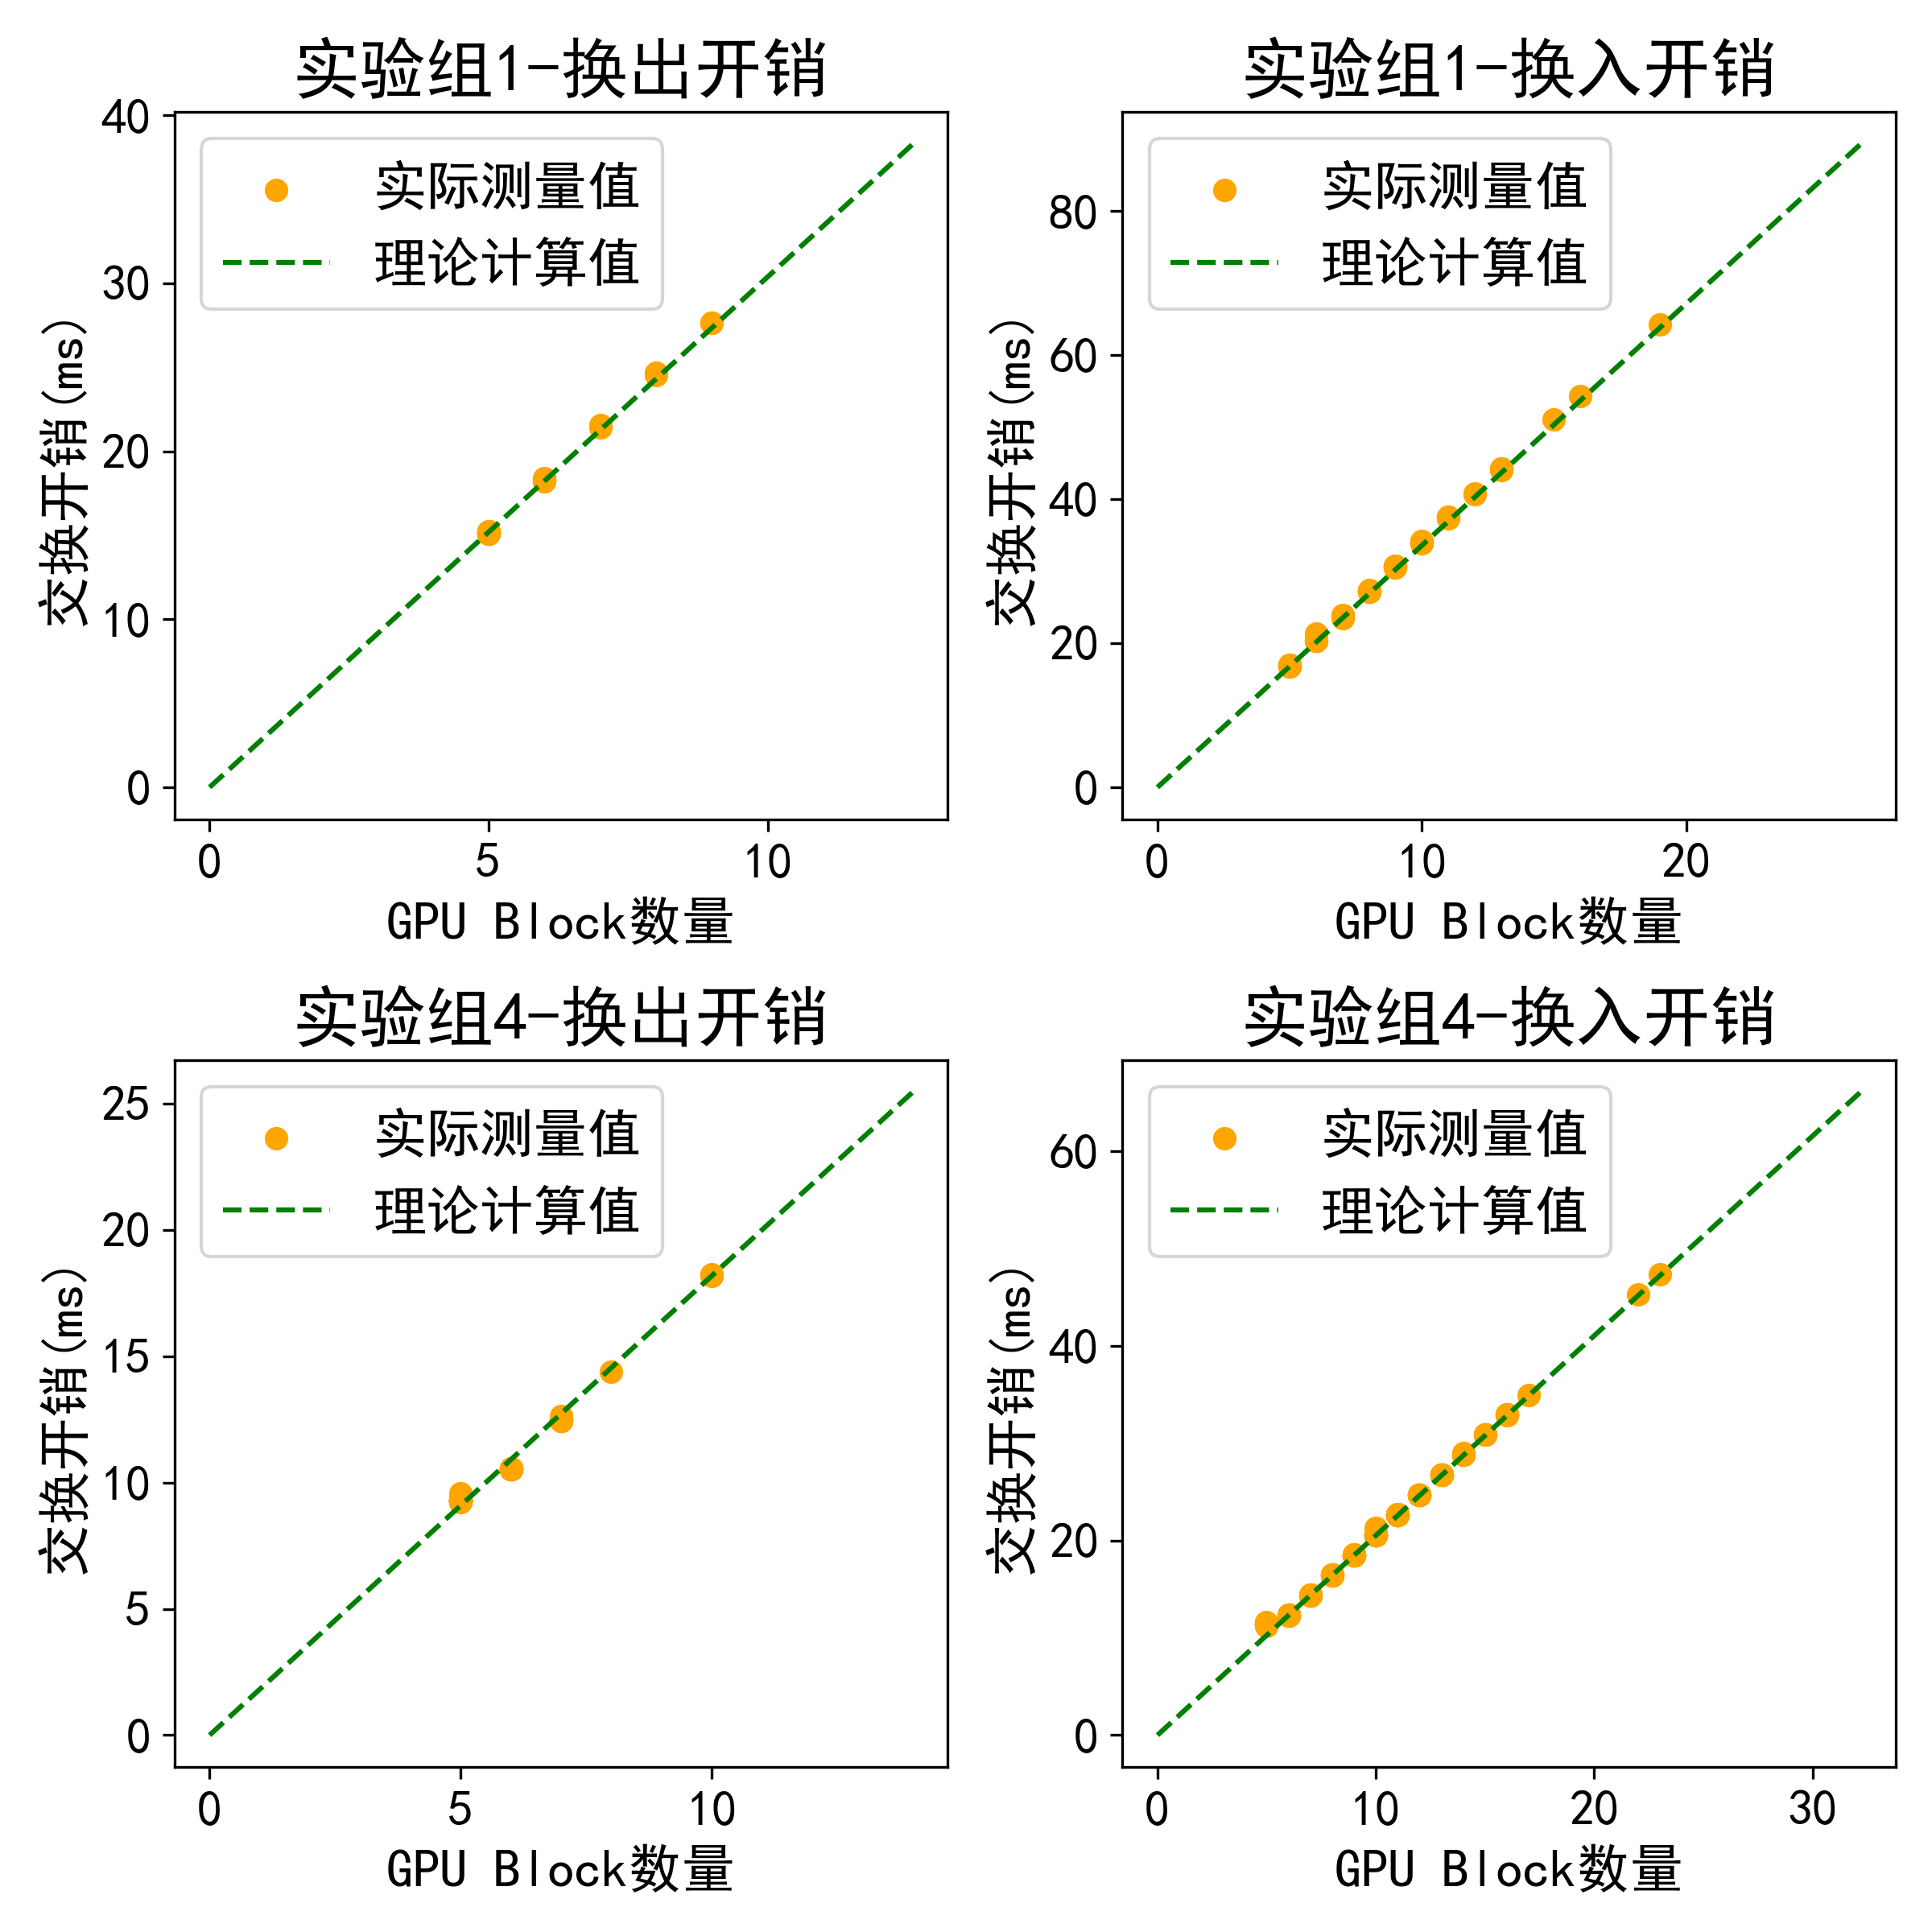 实验组1-换出开销
40
30
20
10
0
交换开销(ms)
实际测量值
理论计算值
0 5 10
GPU Block数量
实验组1-换入开销
80
60
40
20
0
交换开销(ms)
实际测量值
理论计算值
0 10 20
GPU Block数量
实验组4-换出开销
25
20
15
10
5
0
交换开销(ms)
实际测量值
理论计算值
0 5 10
GPU Block数量
实验组4-换入开销
60
40
20
0
交换开销(ms)
实际测量值
理论计算值
0 10 20 30
GPU Block数量